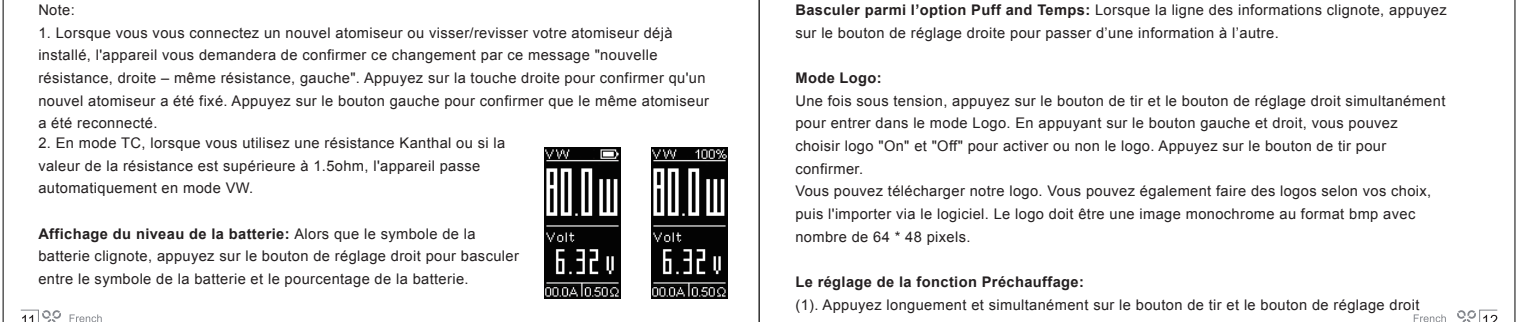 Note:
1. Lorsque vous vous connectez un nouvel atomiseur ou visser/revisser votre atomiseur déjà
installé, l'appareil vous demandera de confirmer ce changement par ce message "nouvelle
résistance, droite – même résistance, gauche". Appuyez sur la touche droite pour confirmer qu'un
nouvel atomiseur a été fixé. Appuyez sur le bouton gauche pour confirmer que le même atomiseur
a été reconnecté.
2. En mode TC, lorsque vous utilisez une résistance Kanthal ou si la
valeur de la résistance est supérieure à 1.5ohm, l'appareil passe
automatiquement en mode VW.
Affichage du niveau de la batterie: Alors que le symbole de la
batterie clignote, appuyez sur le bouton de réglage droit pour basculer
entre le symbole de la batterie et le pourcentage de la batterie.
VW
80.0w
Volt
6.32v
00.0A 0.50Ω
VW 100%
80.0w
Volt
6.32v
00.0A 0.50Ω
11 French
Basculer parmi l'option Puff and Temps: Lorsque la ligne des informations clignote, appuyez
sur le bouton de réglage droite pour passer d'une information à l'autre.
Mode Logo:
Une fois sous tension, appuyez sur le bouton de tir et le bouton de réglage droit simultanément
pour entrer dans le mode Logo. En appuyant sur le bouton gauche et droit, vous pouvez
choisir logo "On" et "Off" pour activer ou non le logo. Appuyez sur le bouton de tir pour
confirmer.
Vous pouvez télécharger notre logo. Vous pouvez également faire des logos selon vos choix,
puis l'importer via le logiciel. Le logo doit être une image monochrome au format bmp avec
nombre de 64 * 48 pixels.
Le réglage de la fonction Préchauffage:
(1). Appuyez longuement et simultanément sur le bouton de tir et le bouton de réglage droit
French 12